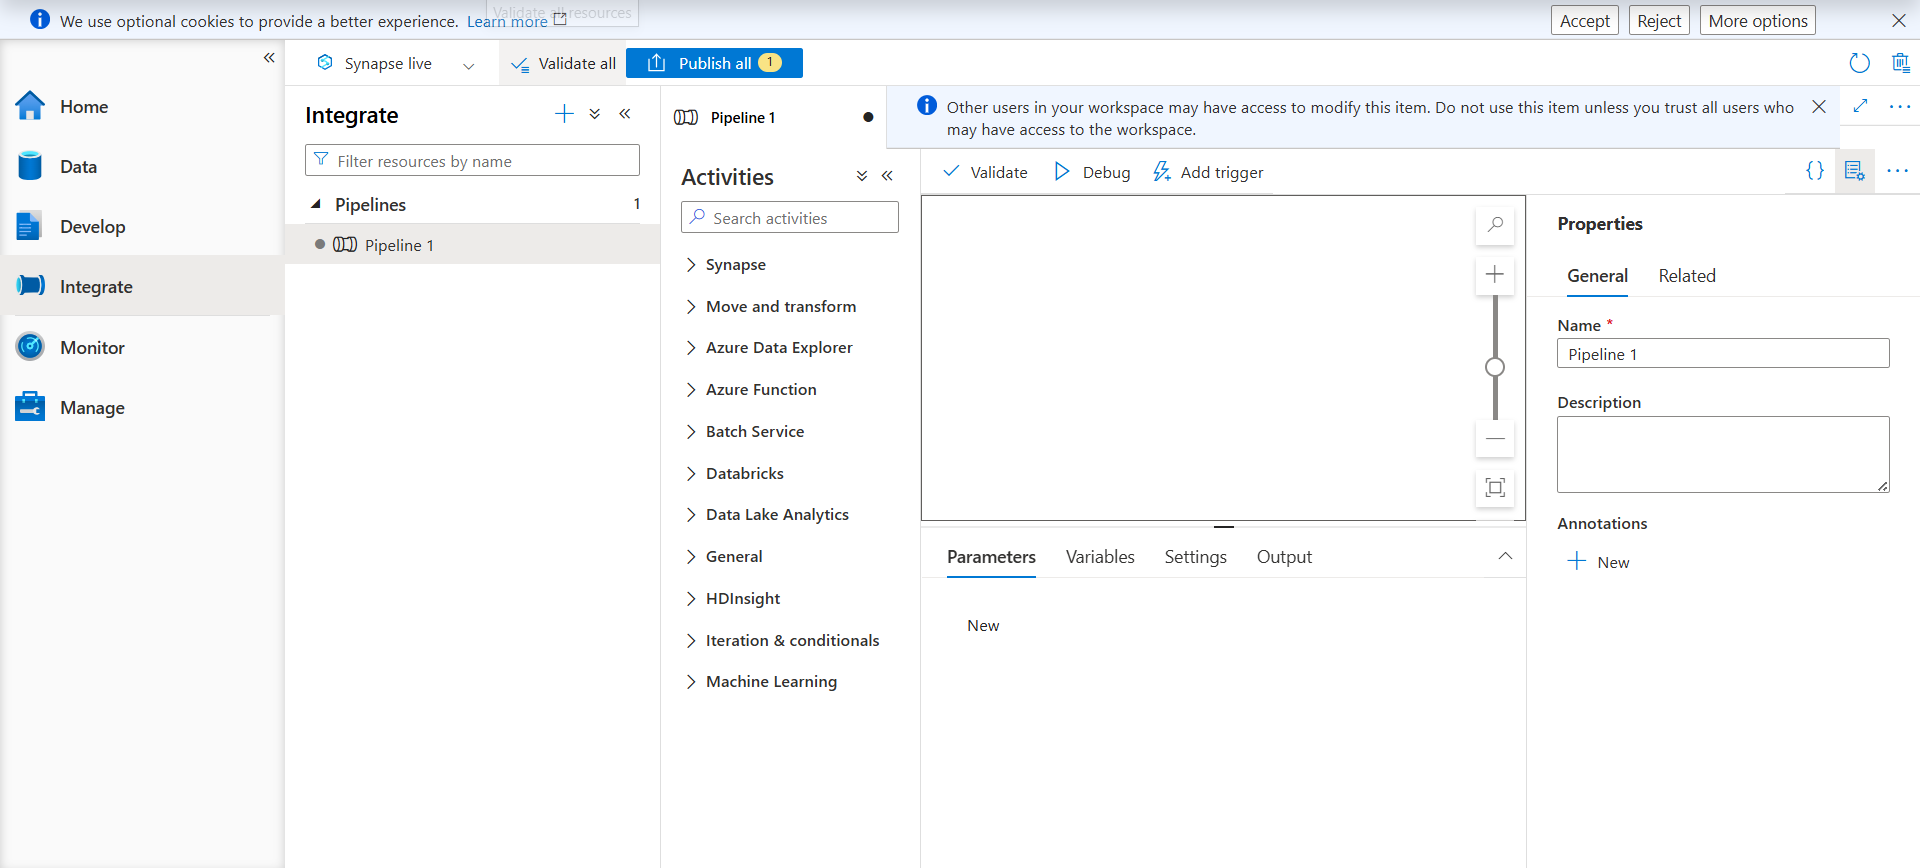 We use optional cookies to provide a better experience. Learn more
Validate all resources
Accept
Reject
More options
Synapse live
Validate all
Publish all 1
Home
Data
Develop
Integrate
Monitor
Manage
Integrate
Filter resources by name
Pipelines 1
Pipeline 1
Pipeline 1
Other users in your workspace may have access to modify this item. Do not use this item unless you trust all users who
may have access to the workspace.
Activities
Search activities
Synapse
Move and transform
Azure Data Explorer
Azure Function
Batch Service
Databricks
Data Lake Analytics
General
HDInsight
Iteration & conditionals
Machine Learning
Validate
Debug
Add trigger
{}
Parameters
Variables
Settings
Output
New
Properties
General
Related
Name *
Pipeline 1
Description
Annotations
New